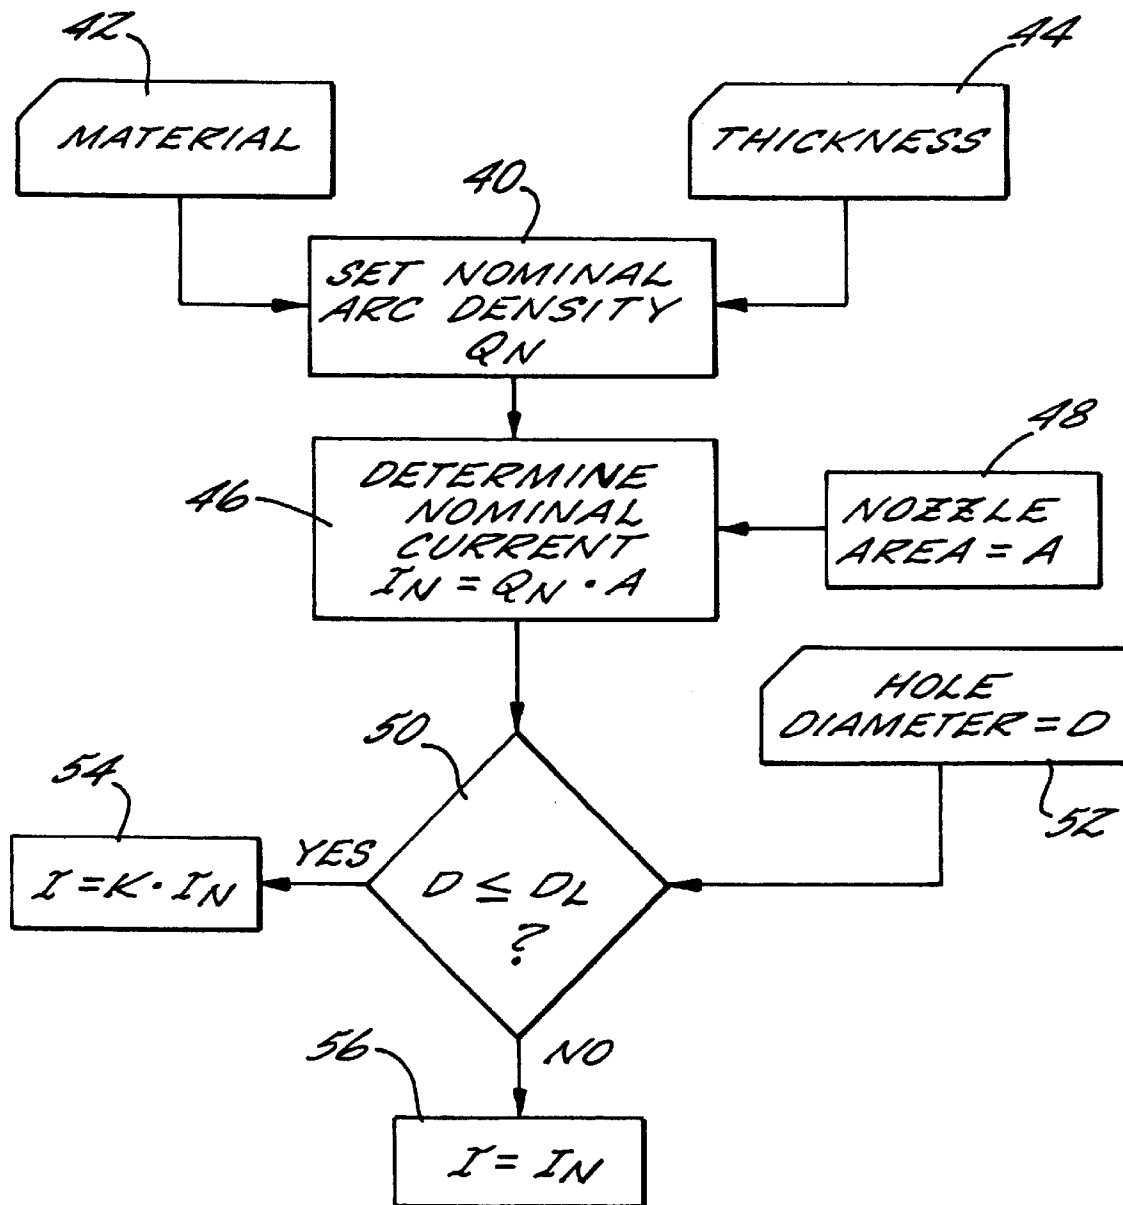 42
44
MATERIAL
THICKNESS
40
SET NOMINAL
ARC DENSITY
QN
48
46
DETERMINE
NOMINAL
CURRENT
IN = QN · A
NOZZLE
AREA = A
HOLE
DIAMETER = D
52
50
54
YES
I = K · IN
D ≤ DL
?
56
NO
I = IN